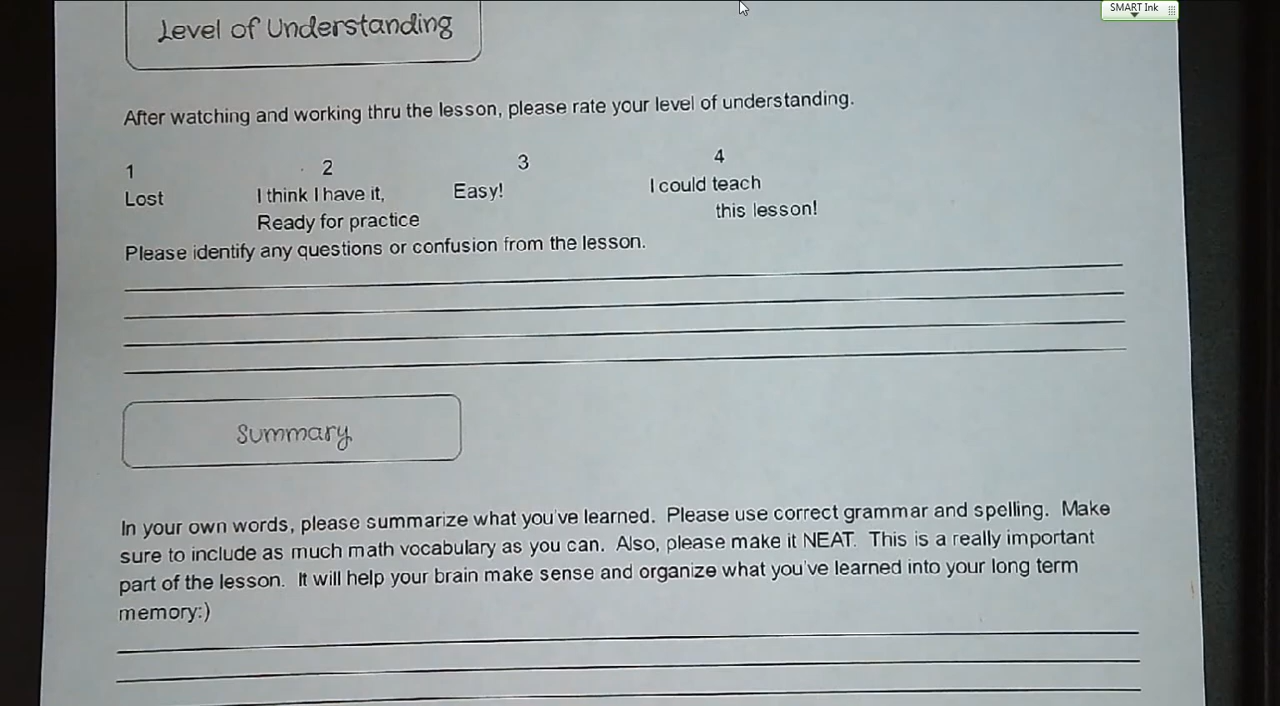 SMART Ink
Level of Understanding
After watching and working thru the lesson, please rate your level of understanding.
1 2 3 4
Lost I think I have it, Easy! I could teach
Ready for practice this lesson!
Please identify any questions or confusion from the lesson.
Summary
In your own words, please summarize what you've learned. Please use correct grammar and spelling. Make
sure to include as much math vocabulary as you can. Also, please make it NEAT. This is a really important
part of the lesson. It will help your brain make sense and organize what you've learned into your long term
memory:)